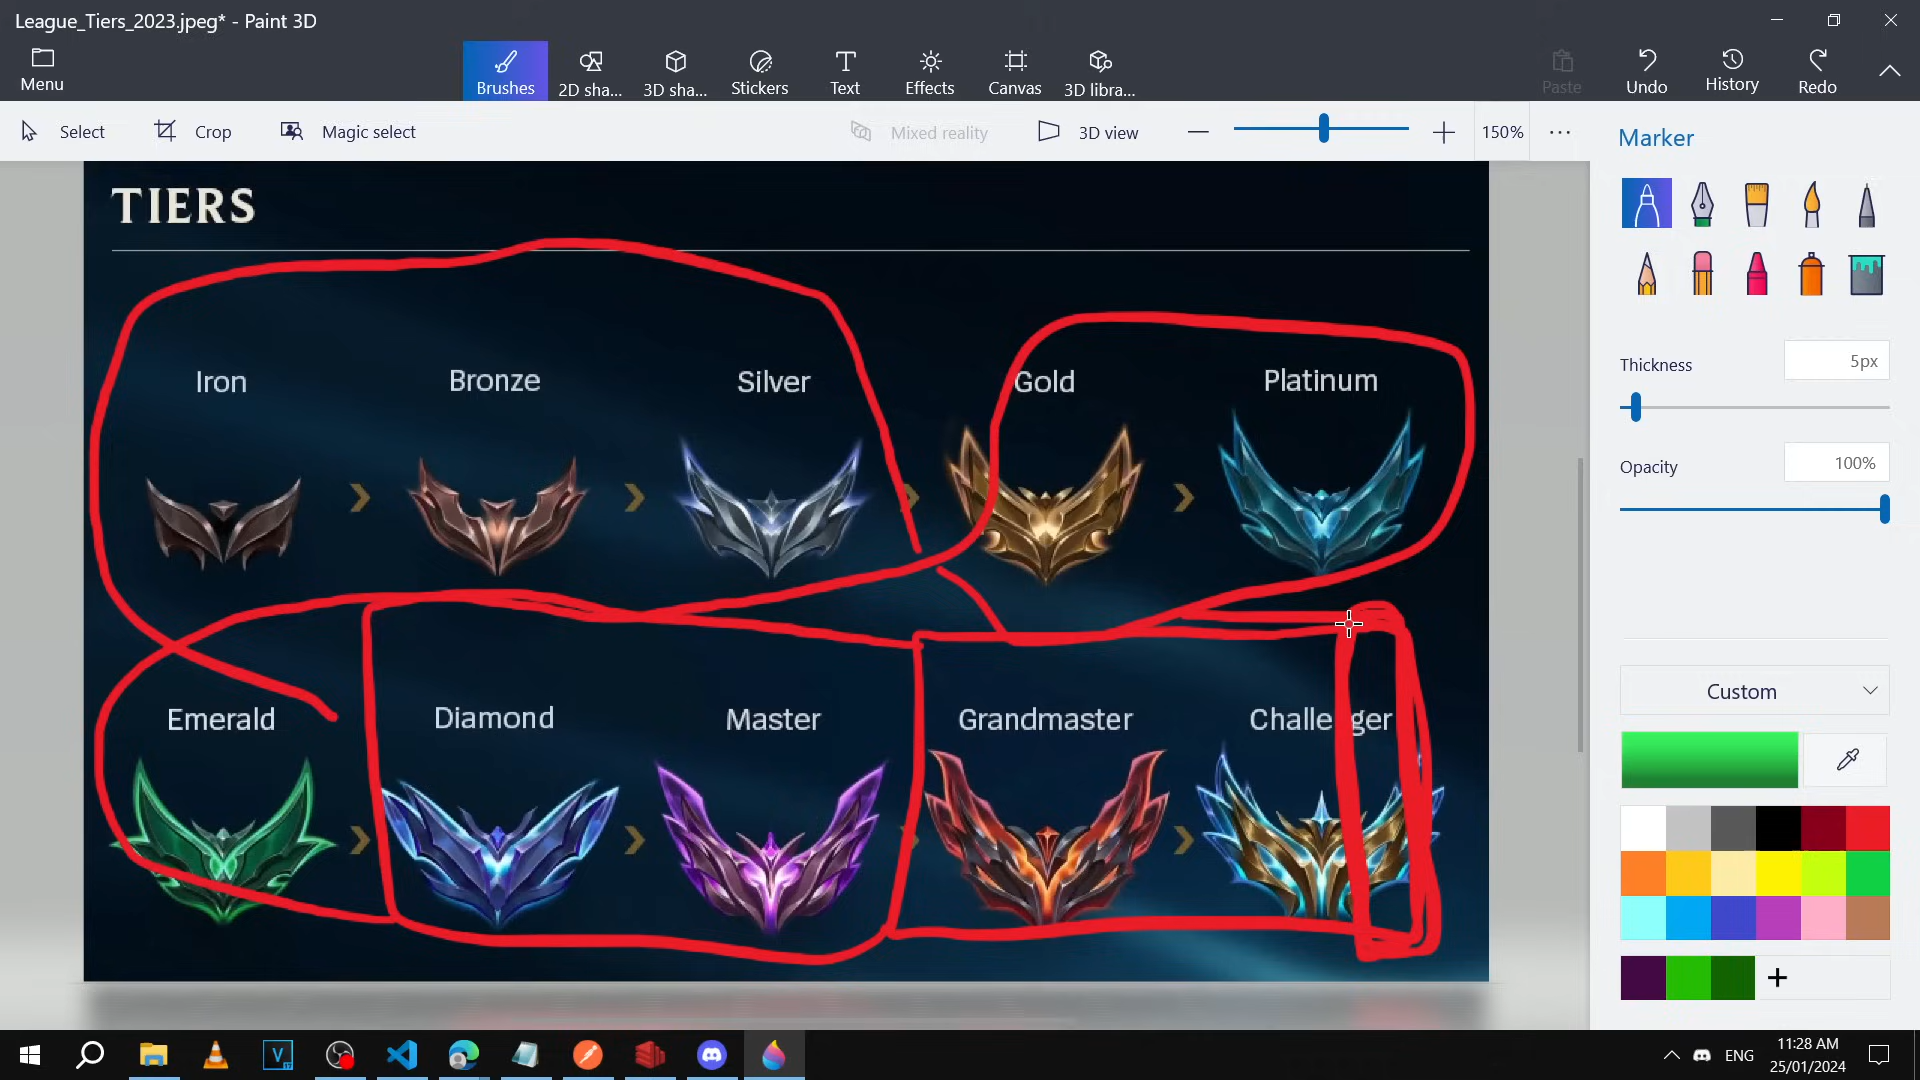 League_Tiers_2023.jpeg* - Paint 3D
Menu
Brushes
2D sha...
3D sha...
Stickers
Text
Effects
Canvas
3D libra...
Paste
Undo
History
Redo
Select
Crop
Magic select
Mixed reality
3D view
150%
Marker
Thickness
5px
Opacity
100%
Custom
TIERS
Iron
Bronze
Silver
Gold
Platinum
Emerald
Diamond
Master
Grandmaster
Challenger
V
17
ENG
11:28 AM
25/01/2024